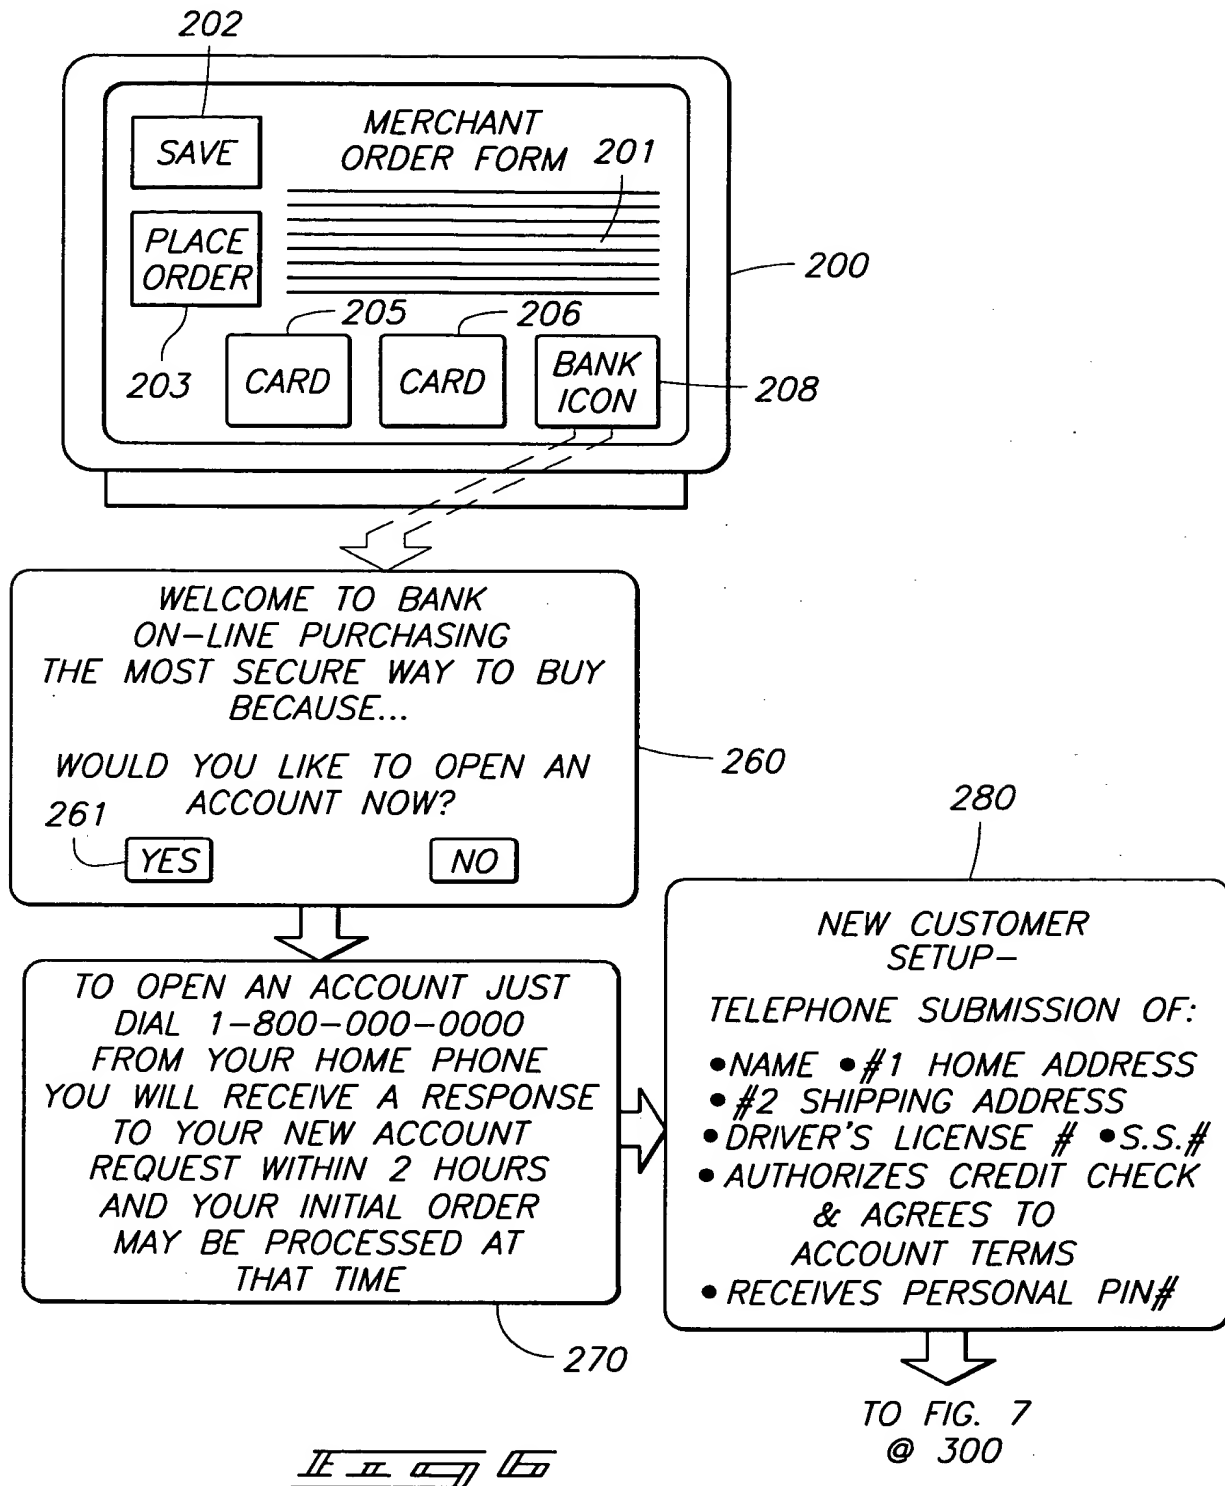 202
SAVE
MERCHANT
ORDER FORM
201
PLACE
ORDER
200
203
205
CARD
206
CARD
BANK
ICON
208
WELCOME TO BANK
ON-LINE PURCHASING
THE MOST SECURE WAY TO BUY
BECAUSE...
WOULD YOU LIKE TO OPEN AN
ACCOUNT NOW?
260
261
YES
NO
TO OPEN AN ACCOUNT JUST
DIAL 1-800-000-0000
FROM YOUR HOME PHONE
YOU WILL RECEIVE A RESPONSE
TO YOUR NEW ACCOUNT
REQUEST WITHIN 2 HOURS
AND YOUR INITIAL ORDER
MAY BE PROCESSED AT
THAT TIME
270
280
NEW CUSTOMER
SETUP-
TELEPHONE SUBMISSION OF:
•NAME •#1 HOME ADDRESS
•#2 SHIPPING ADDRESS
•DRIVER'S LICENSE # •S.S.#
•AUTHORIZES CREDIT CHECK
& AGREES TO
ACCOUNT TERMS
•RECEIVES PERSONAL PIN#
TO FIG. 7
@ 300
Fig 6